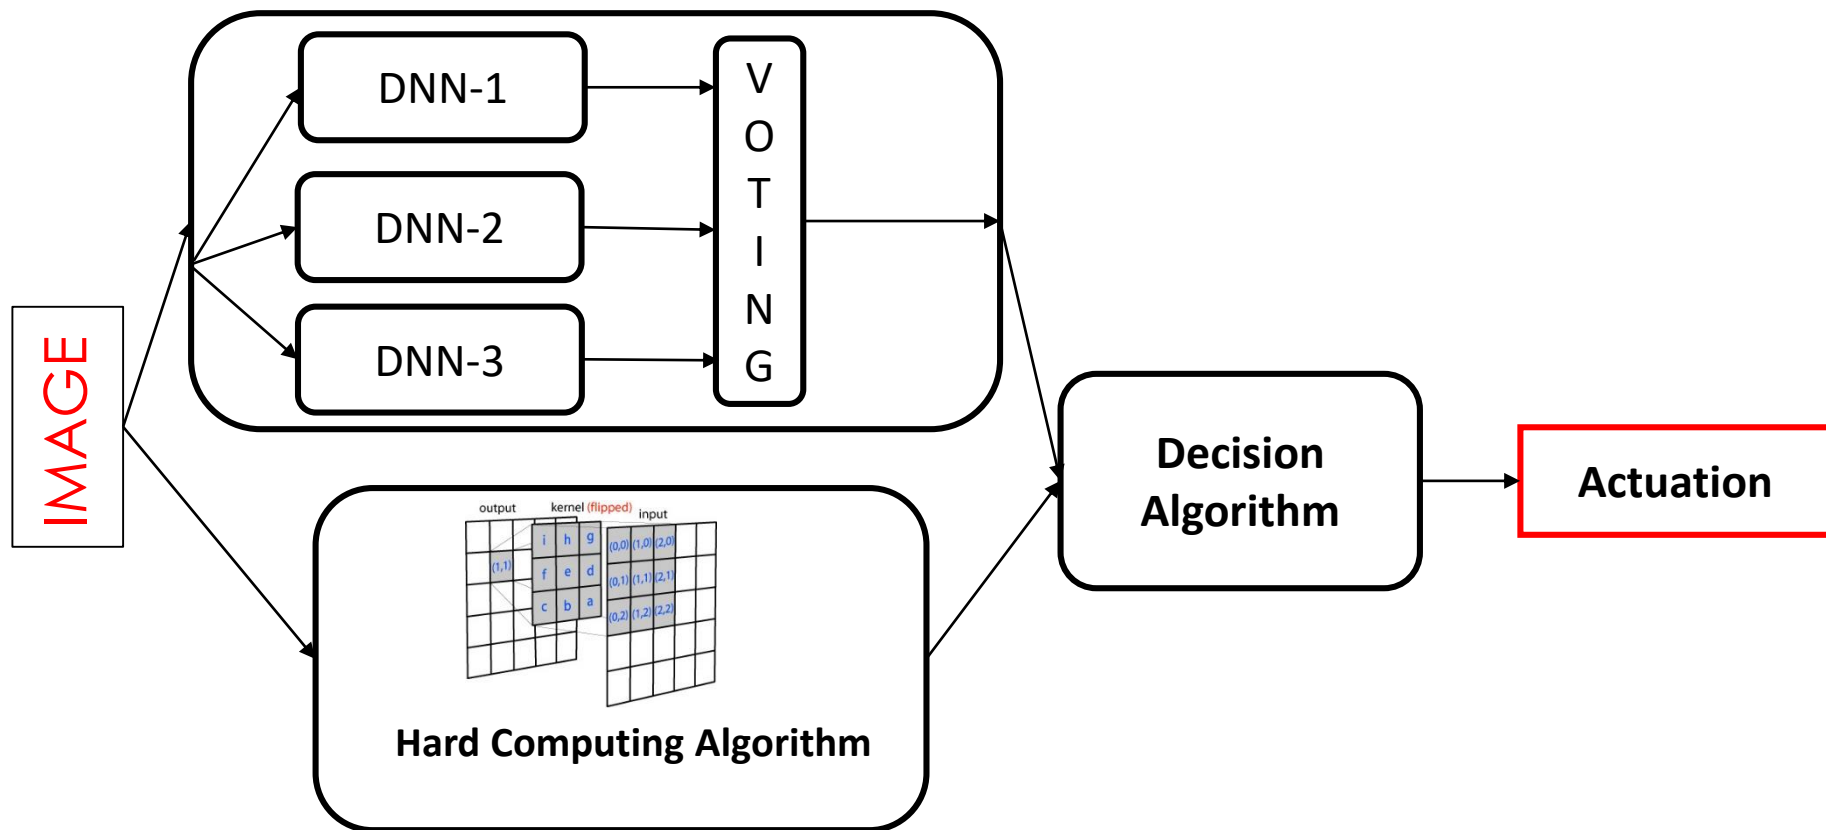 IMAGE
DNN-1
DNN-2
DNN-3
V
O
T
I
N
G
output
kernel (flipped)
input
i h g
f e d
c b a
(1,1)
(0,0) (1,0) (2,0)
(0,1) (1,1) (2,1)
(0,2) (1,2) (2,2)
Hard Computing Algorithm
Decision
Algorithm
Actuation